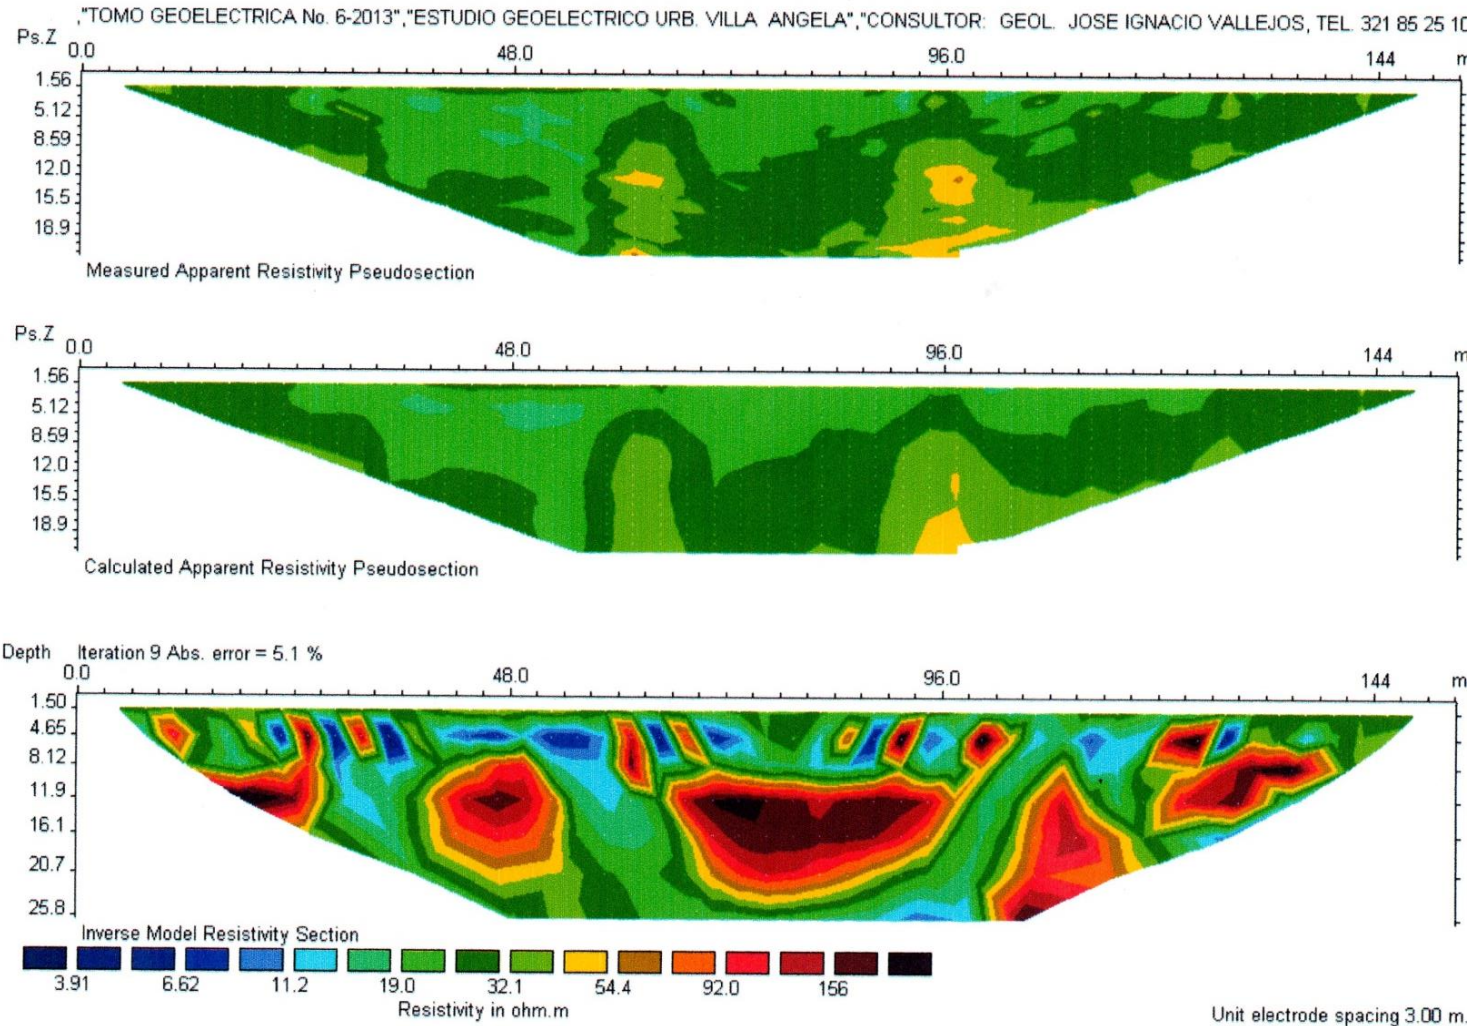 ,"TOMO GEOELECTRICA No. 6-2013","ESTUDIO GEOELECTRICO URB. VILLA ANGELA","CONSULTOR: GEOL. JOSE IGNACIO VALLEJOS, TEL. 321 85 25 10
Ps.Z
0.0 48.0 96.0 144 m
1.56
5.12
8.59
12.0
15.5
18.9
Measured Apparent Resistivity Pseudosection
Ps.Z
0.0 48.0 96.0 144 m
1.56
5.12
8.59
12.0
15.5
18.9
Calculated Apparent Resistivity Pseudosection
Depth Iteration 9 Abs. error = 5.1 %
0.0 48.0 96.0 144 m
1.50
4.65
8.12
11.9
16.1
20.7
25.8
Inverse Model Resistivity Section
3.91 6.62 11.2 19.0 32.1 54.4 92.0 156
Resistivity in ohm.m
Unit electrode spacing 3.00 m.